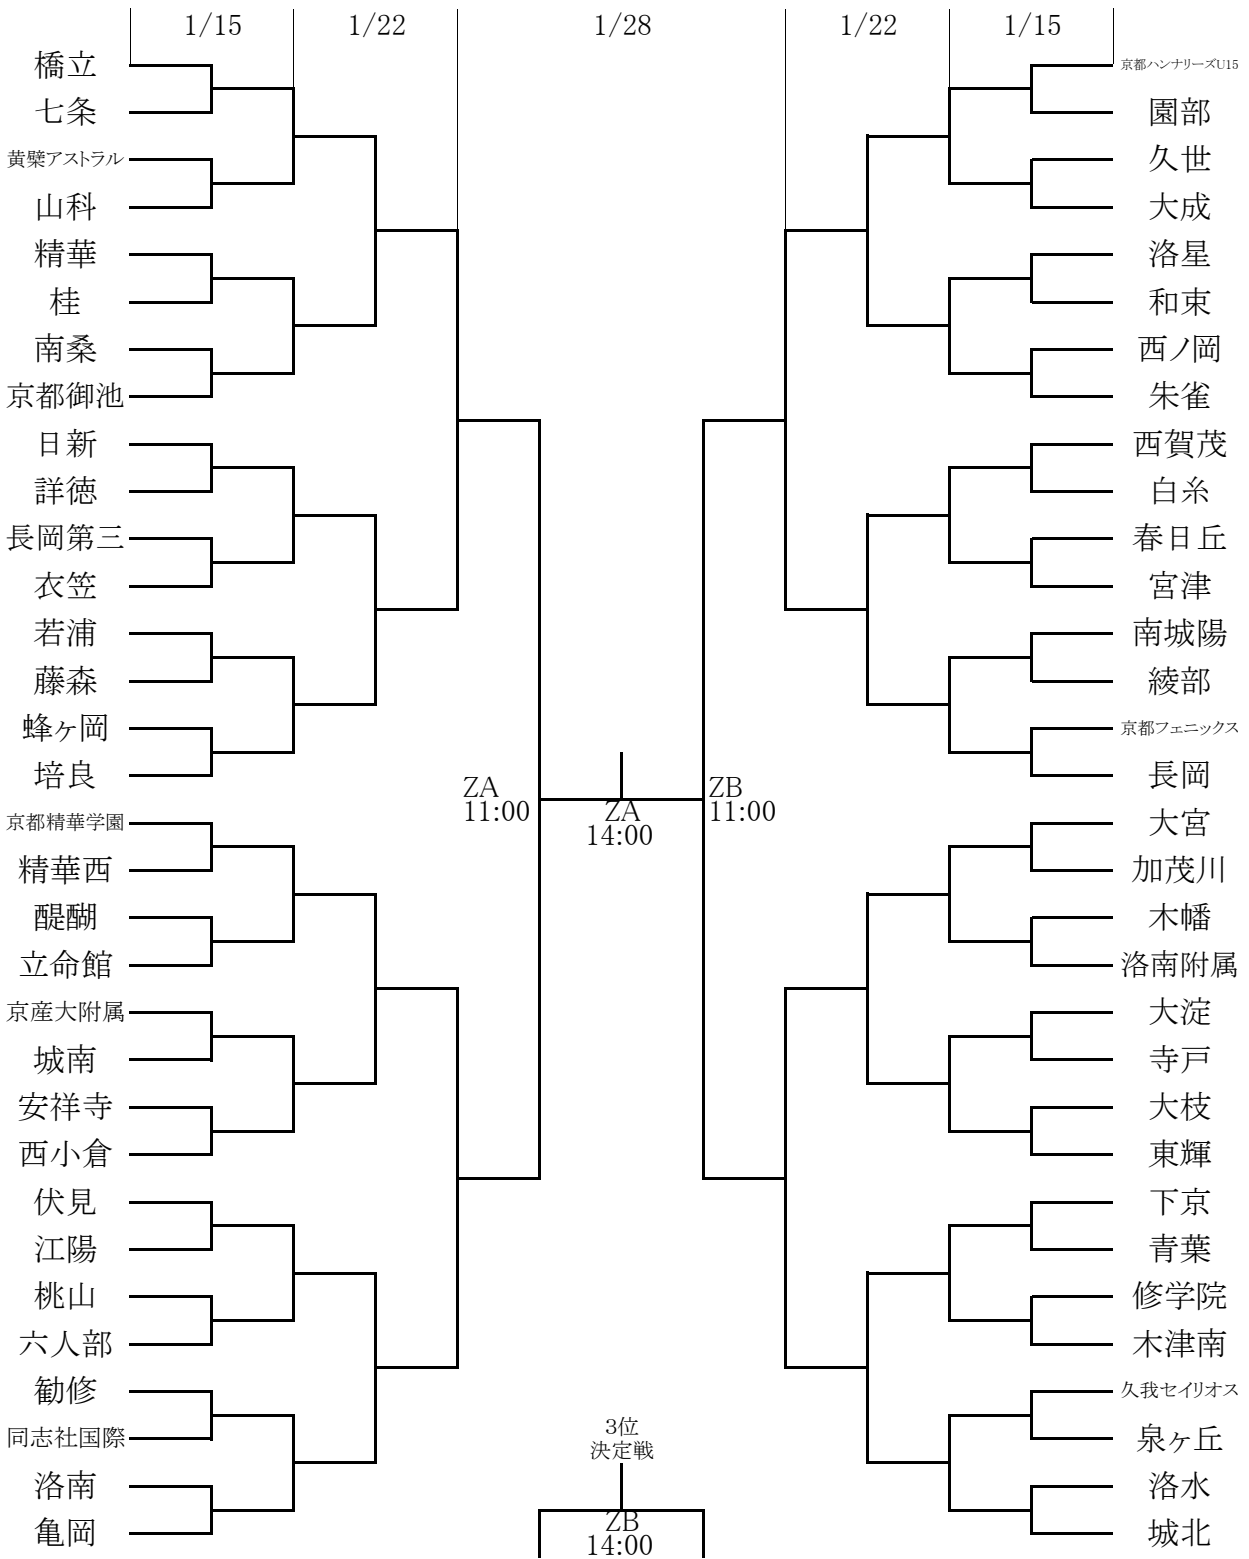 1/15
1/22
1/28
1/22
1/15
橋立
七条
黄檗アストラル
山科
精華
桂
南桑
京都御池
日新
詳徳
長岡第三
衣笠
若浦
藤森
蜂ヶ岡
培良
京都精華学園
精華西
醍醐
立命館
京産大附属
城南
安祥寺
西小倉
伏見
江陽
桃山
六人部
勧修
同志社国際
洛南
亀岡
ZA
11:00
ZA
14:00
ZB
11:00
3位
決定戦
ZB
14:00
京都ハンナリーズU15
園部
久世
大成
洛星
和束
西ノ岡
朱雀
西賀茂
白糸
春日丘
宮津
南城陽
綾部
京都フェニックス
長岡
大宮
加茂川
木幡
洛南附属
大淀
寺戸
大枝
東輝
下京
青葉
修学院
木津南
久我セイリオス
泉ヶ丘
洛水
城北